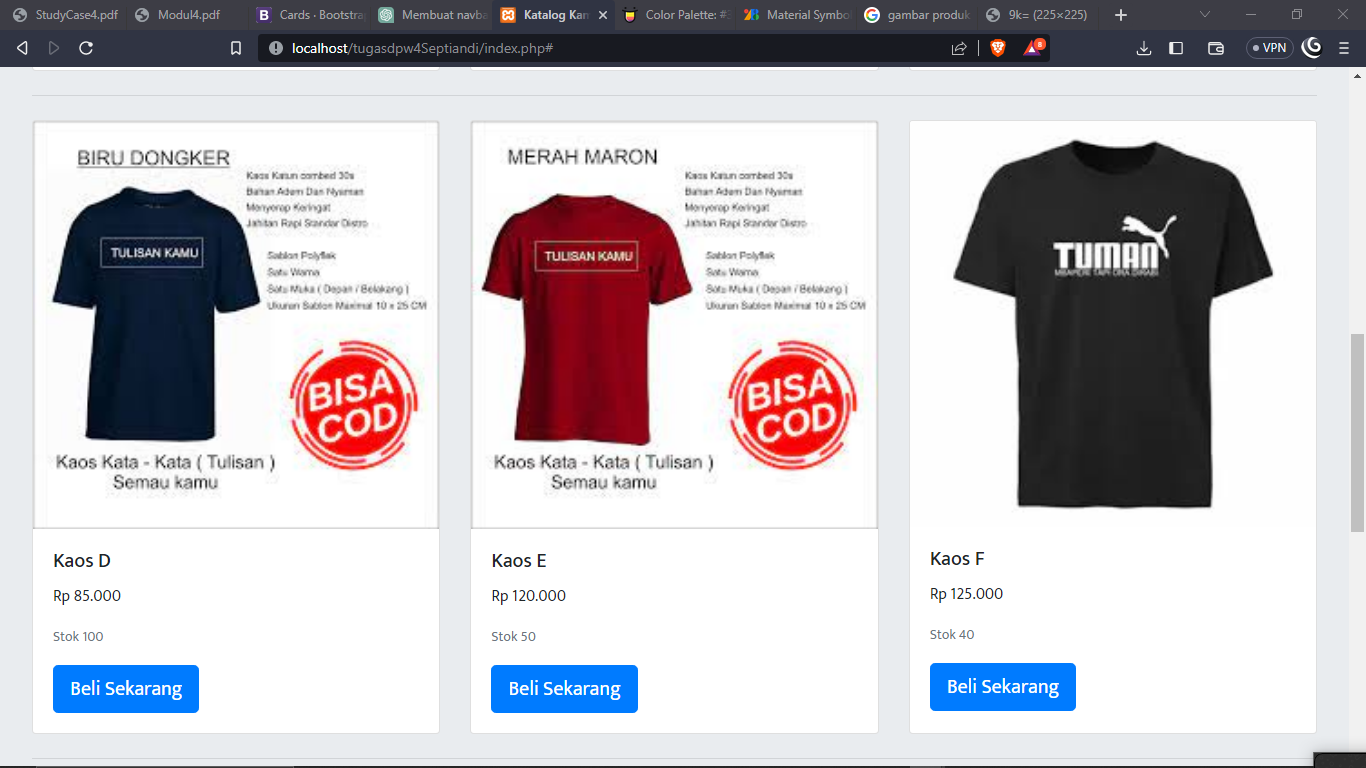 StudyCase4.pdf
Modul4.pdf
Cards · Bootstrap
Membuat navba
Katalog Kan
Color Palette: #
Material Symbol
gambar produk
9k= (225×225)
localhost/tugasdpw4Septiandi/index.php#
8
VPN
BIRU DONGKER
Kaos Katun combed 30s
Bahan Adem Dan Nyaman
Menyerap Keringat
Jahitan Rapi Standar Distro
TULISAN KAMU
Sablon Polyflek
Satu Warna
Satu Muka ( Depan / Belakang )
Ukuran Sablon Maximal 10 x 25 CM
BISA
COD
Kaos Kata - Kata ( Tulisan )
Semau kamu
Kaos D
Rp 85.000
Stok 100
Beli Sekarang
MERAH MARON
Kaos Katun combed 30s
Bahan Adem Dan Nyaman
Menyerap Keringat
Jahitan Rapi Standar Distro
TULISAN KAMU
Sablon Polyflek
Satu Warna
Satu Muka ( Depan / Belakang )
Ukuran Sablon Maximal 10 x 25 CM
BISA
COD
Kaos Kata - Kata ( Tulisan )
Semau kamu
Kaos E
Rp 120.000
Stok 50
Beli Sekarang
TUMAN
Kaos F
Rp 125.000
Stok 40
Beli Sekarang